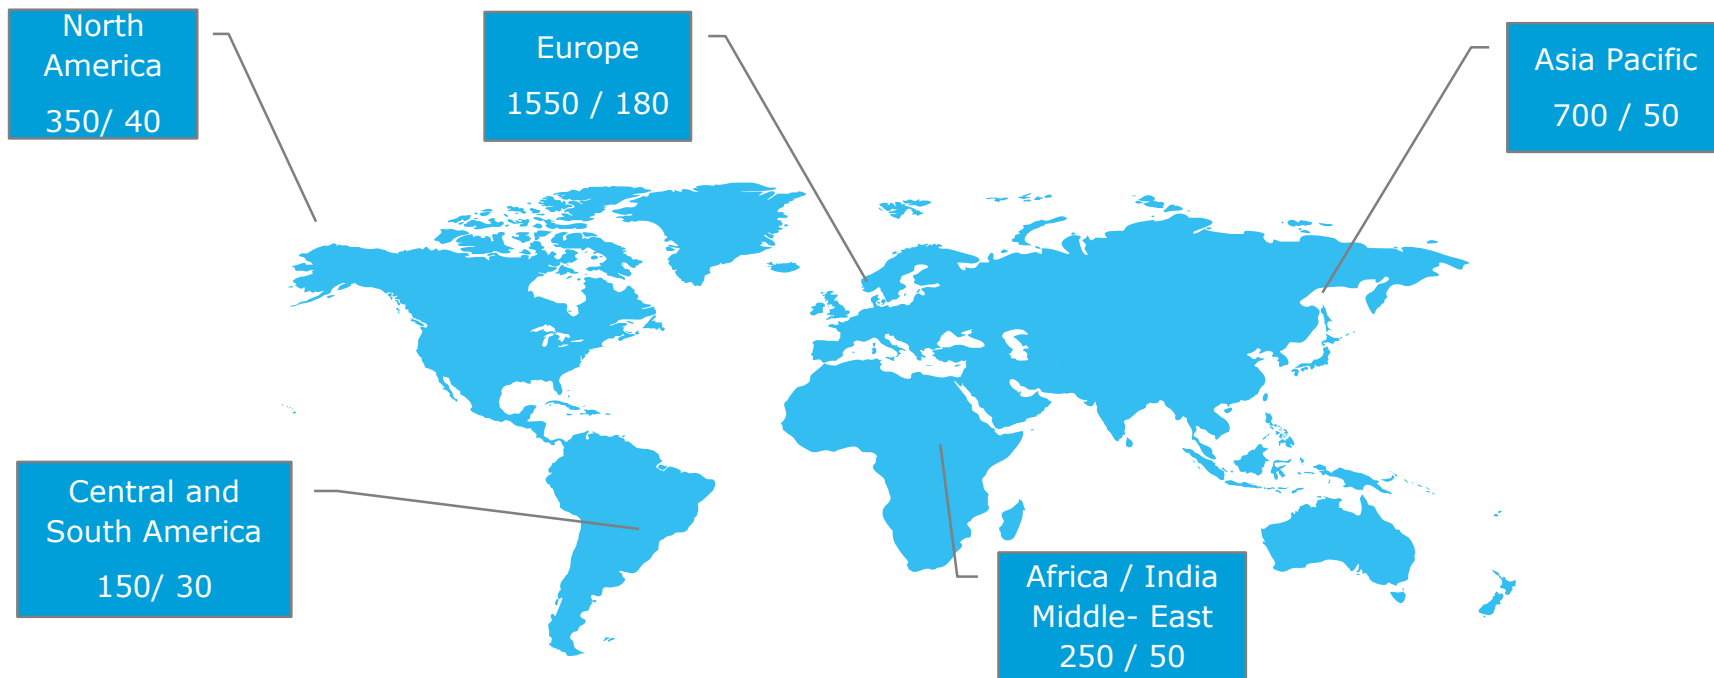 North
America
350/ 40
Europe
1550 / 180
Asia Pacific
700 / 50
Central and
South America
150/ 30
Africa / India
Middle- East
250 / 50